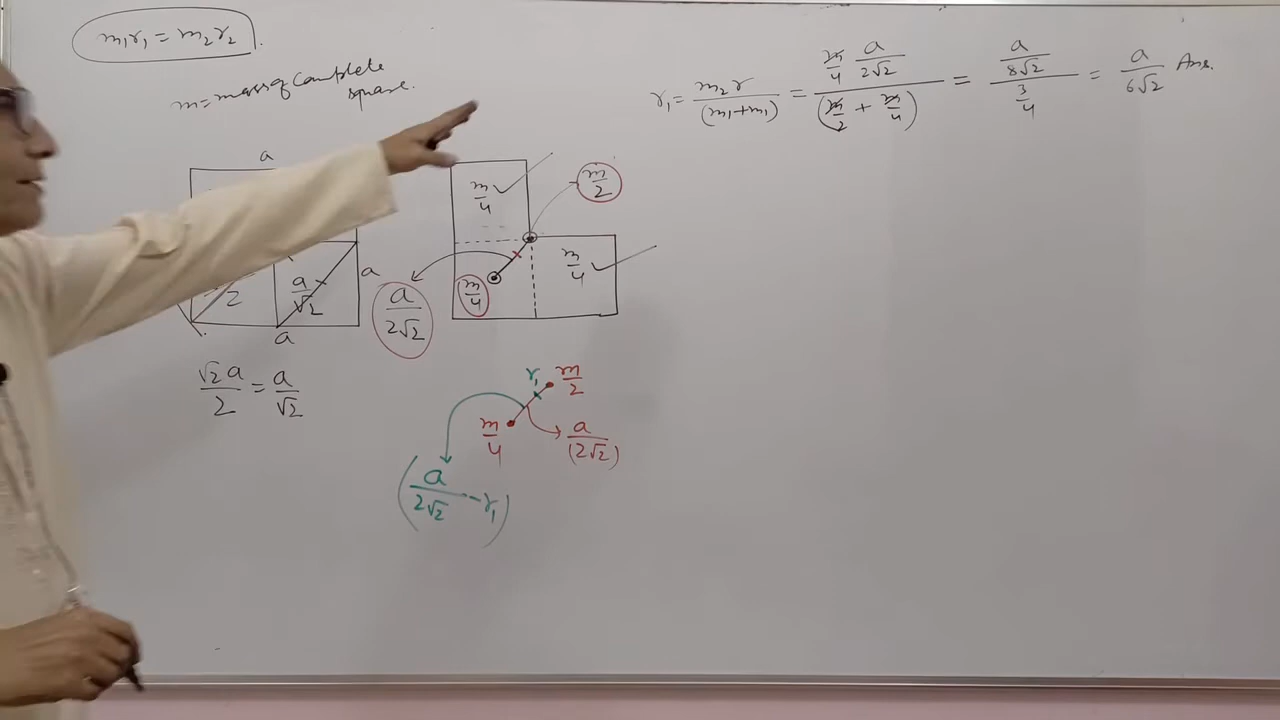 m₁r₁ = m₂r₂.
m = mass of complete
square.
r₁ = m₂r/(m₁+m₁) = (m/4 a/2√2)/(m/2 + m/4) = (a/8√2)/(3/4) = a/6√2 Ans.
a
a
a
a/√2
2
√2a/2 = a/√2
m/4
m/2
m/4
m/4
a/2√2
r₁
m/2
m/4
a/(2√2)
(a/2√2 - r₁)